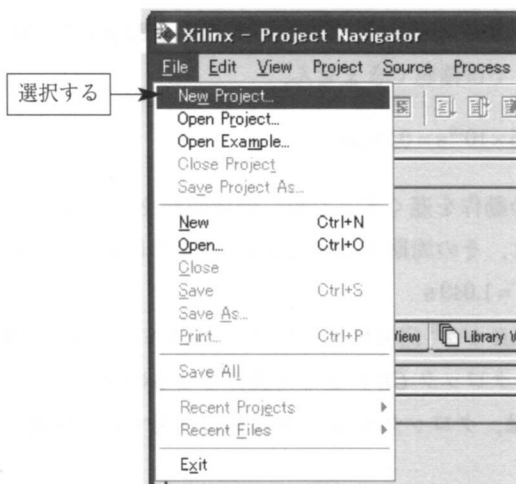 Xilinx - Project Navigator
File Edit View Project Source Process
選択する
New Project...
Open Project...
Open Example...
Close Project
Save Project As...
New Ctrl+N
Open... Ctrl+O
Close
Save Ctrl+S
Save As...
Print... Ctrl+P
View Library
Save All
Recent Projects
Recent Files
Exit